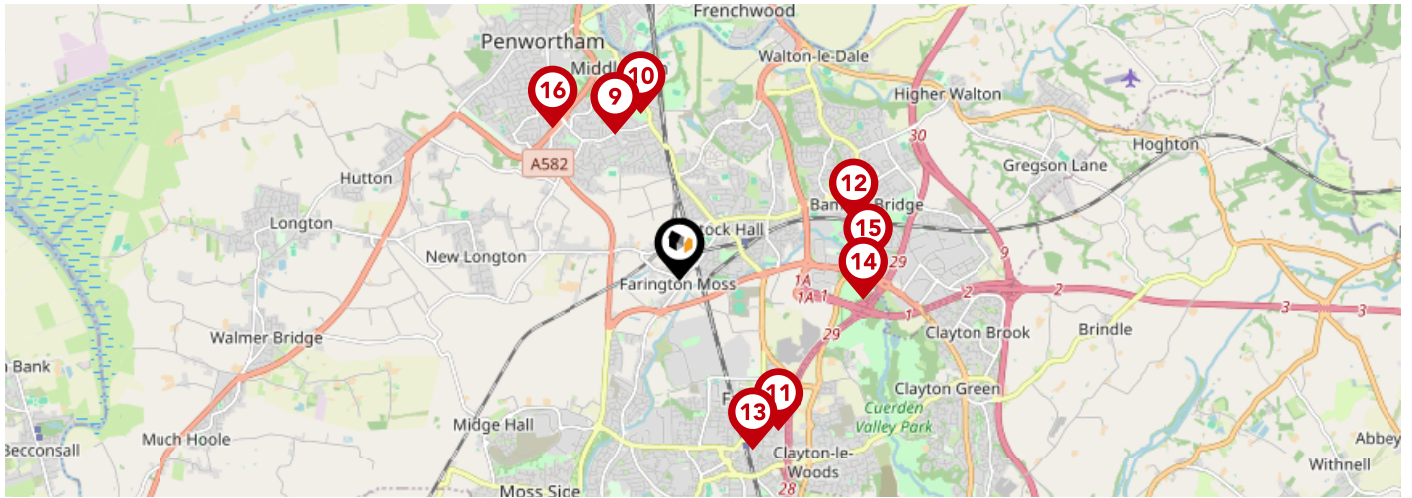 Frenchwood
Penwortham
Walton-le-Dale
Middl
10
16
9
Higher Walton
30
Hoghton
A582
Gregson Lane
Hutton
12
Bam
Bridge
Longton
15
tock Hall
New Longton
9
14
29
Farington Moss
1A
1A
1
2
2
1
3
3
29
Clayton Brook
Brindle
Walmer Bridge
Bank
Clayton Green
11
F
13
Cuerden
Valley Park
Midge Hall
Much Hoole
Abbey
Becconsall
Clayton-le-
Woods
Withnell
28
Moss Side